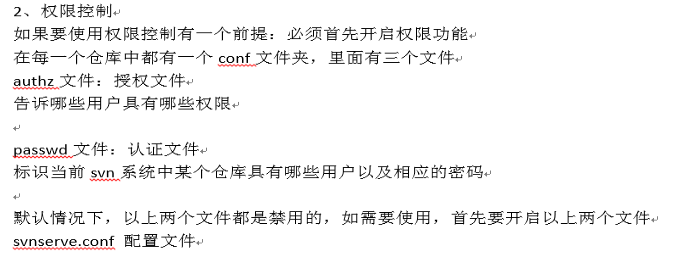 2、权限控制
如果要使用权限控制有一个前提：必须首先开启权限功能
在每一个仓库中都有一个 conf 文件夹，里面有三个文件
authz 文件：授权文件
告诉哪些用户具有哪些权限
passwd 文件：认证文件
标识当前 svn 系统中某个仓库具有哪些用户以及相应的密码
默认情况下，以上两个文件都是禁用的，如需要使用，首先要开启以上两个文件
svnserve.conf 配置文件